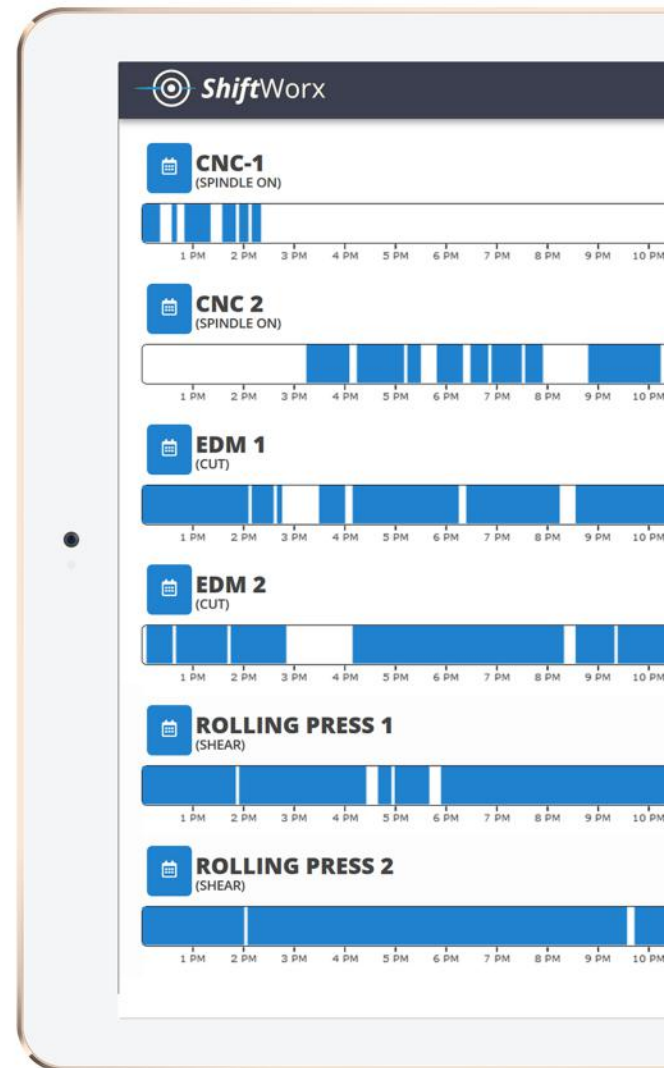 ShiftWorx
CNC-1
(SPINDLE ON)
1 PM 2 PM 3 PM 4 PM 5 PM 6 PM 7 PM 8 PM 9 PM 10 PM
CNC 2
(SPINDLE ON)
1 PM 2 PM 3 PM 4 PM 5 PM 6 PM 7 PM 8 PM 9 PM 10 PM
EDM 1
(CUT)
1 PM 2 PM 3 PM 4 PM 5 PM 6 PM 7 PM 8 PM 9 PM 10 PM
EDM 2
(CUT)
1 PM 2 PM 3 PM 4 PM 5 PM 6 PM 7 PM 8 PM 9 PM 10 PM
ROLLING PRESS 1
(SHEAR)
1 PM 2 PM 3 PM 4 PM 5 PM 6 PM 7 PM 8 PM 9 PM 10 PM
ROLLING PRESS 2
(SHEAR)
1 PM 2 PM 3 PM 4 PM 5 PM 6 PM 7 PM 8 PM 9 PM 10 PM